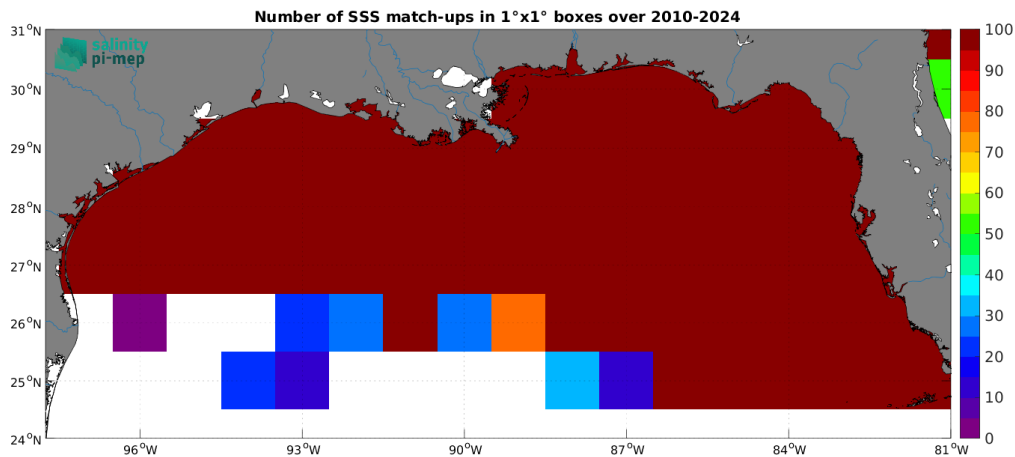 Number of SSS match-ups in 1°x1° boxes over 2010-2024
salinity
pi-mep
31°N
30°N
29°N
28°N
27°N
26°N
25°N
24°N
96°W
93°W
90°W
87°W
84°W
81°W
100
90
80
70
60
50
40
30
20
10
0